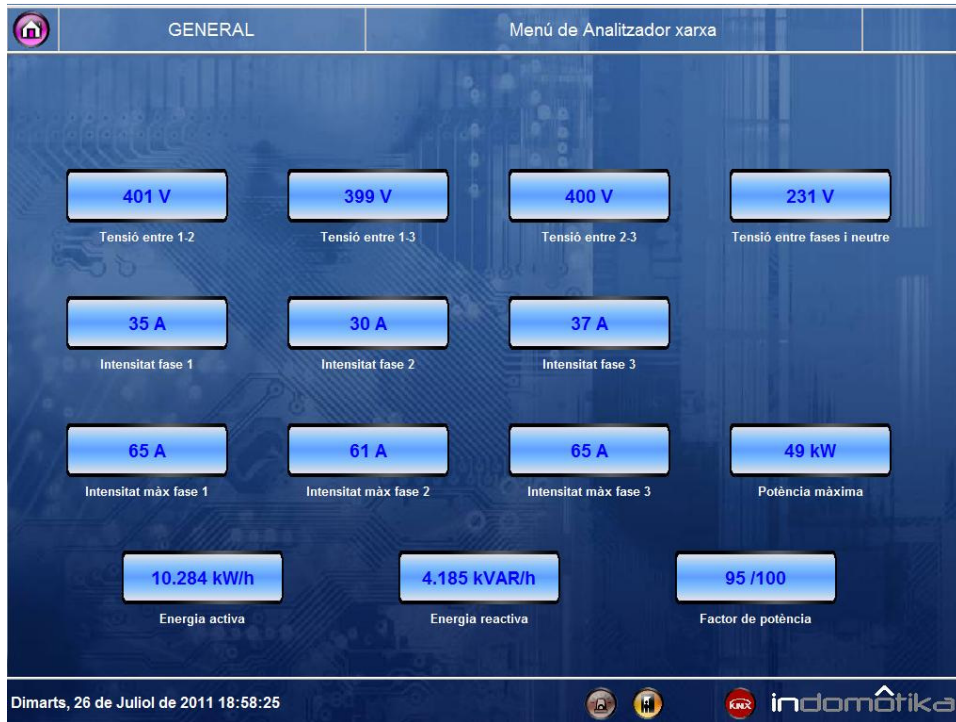 GENERAL
Menú de Analitzador xarxa
401 V
399 V
400 V
231 V
Tensió entre 1-2
Tensió entre 1-3
Tensió entre 2-3
Tensió entre fases i neutre
35 A
30 A
37 A
Intensitat fase 1
Intensitat fase 2
Intensitat fase 3
65 A
61 A
65 A
49 kW
Intensitat màx fase 1
Intensitat màx fase 2
Intensitat màx fase 3
Potència màxima
10.284 kW/h
4.185 kVAR/h
95 /100
Energia activa
Energia reactiva
Factor de potència
Dimarts, 26 de Juliol de 2011 18:58:25
KNX
indomôtika